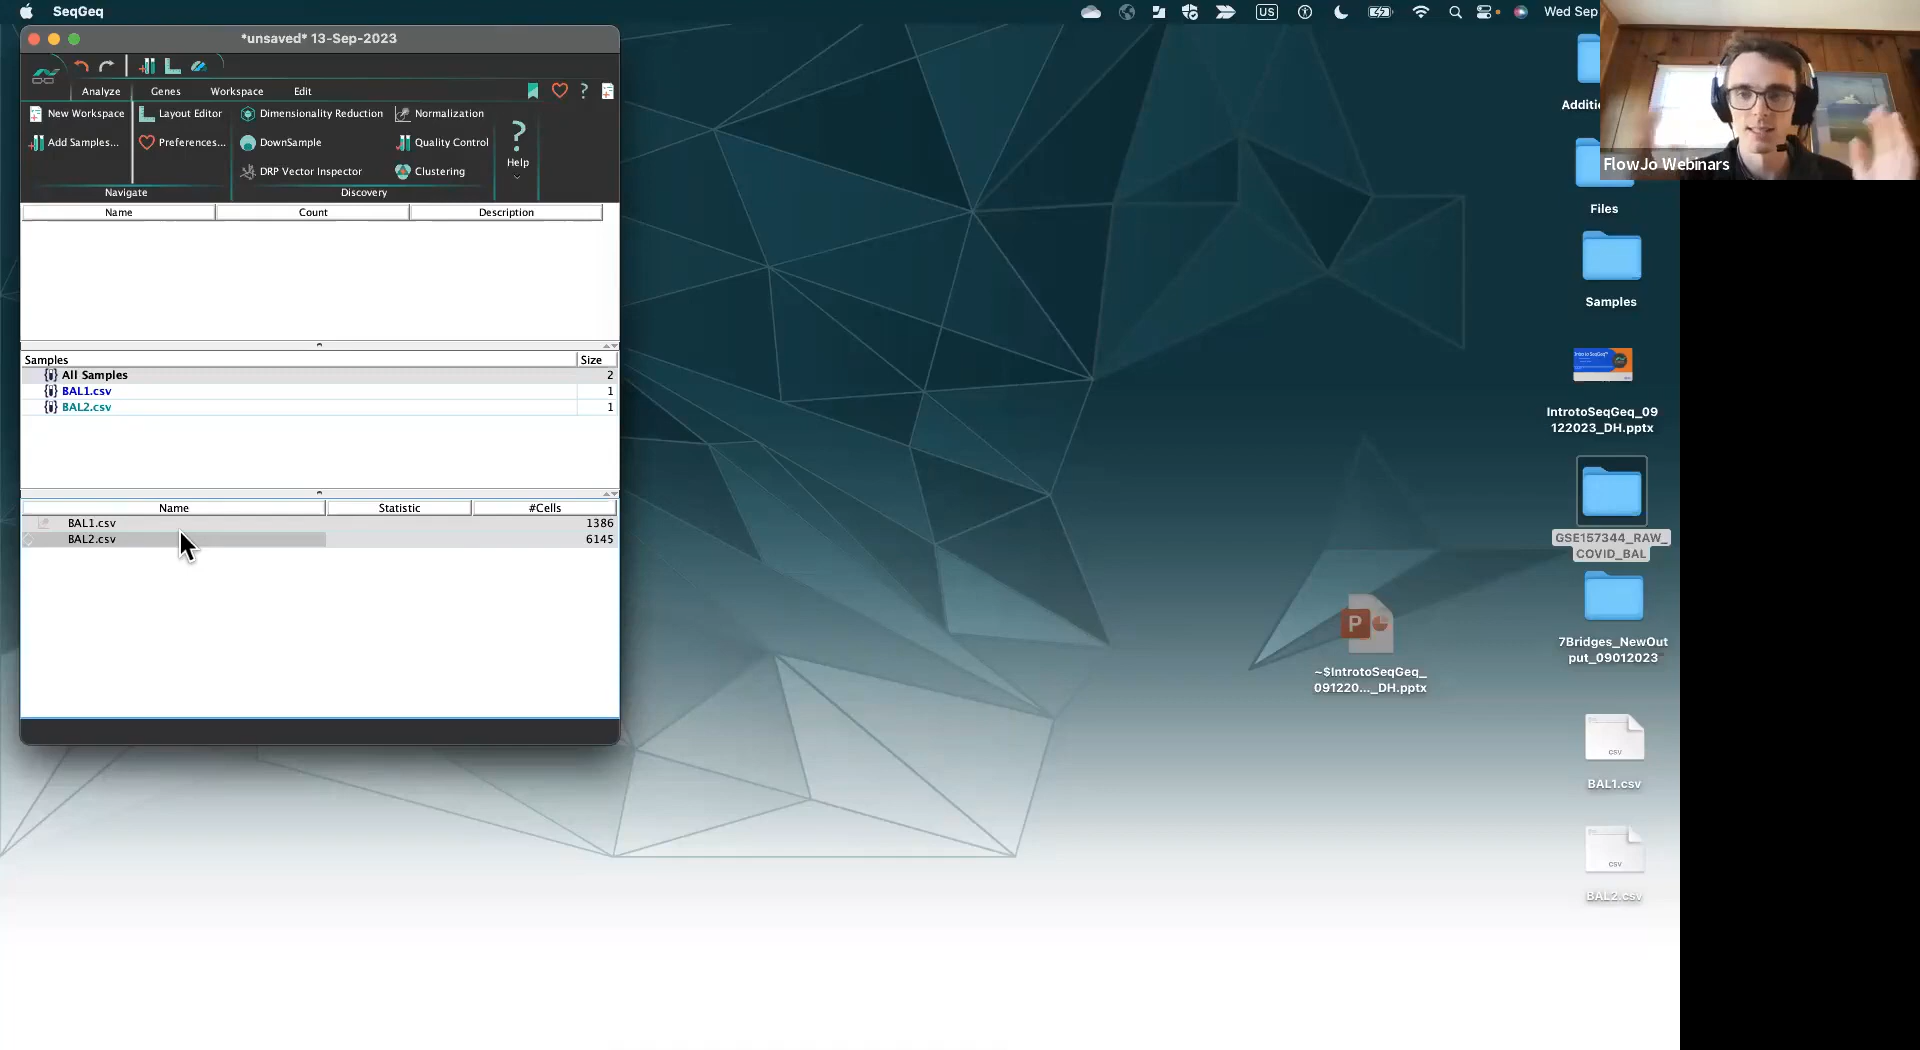 SeqGeq
US
Wed Sep
*unsaved* 13-Sep-2023
Analyze
Genes
Workspace
Edit
?
New Workspace
Layout Editor
Dimensionality Reduction
Normalization
Add Samples...
Preferences...
DownSample
Quality Control
?
Help
DRP Vector Inspector
Clustering
Navigate
Discovery
Name
Count
Description
Samples
Size
All Samples
2
BAL1.csv
1
BAL2.csv
1
Name
Statistic
#Cells
BAL1.csv
1386
BAL2.csv
6145
FlowJo Webinars
Additi
Files
Samples
IntrotoSeqGeq_09
122023_DH.pptx
GSE157344_RAW_
COVID_BAL
7Bridges_NewOut
put_09012023
P
~$IntrotoSeqGeq_
091220..._DH.pptx
CSV
BAL1.csv
CSV
BAL2.csv